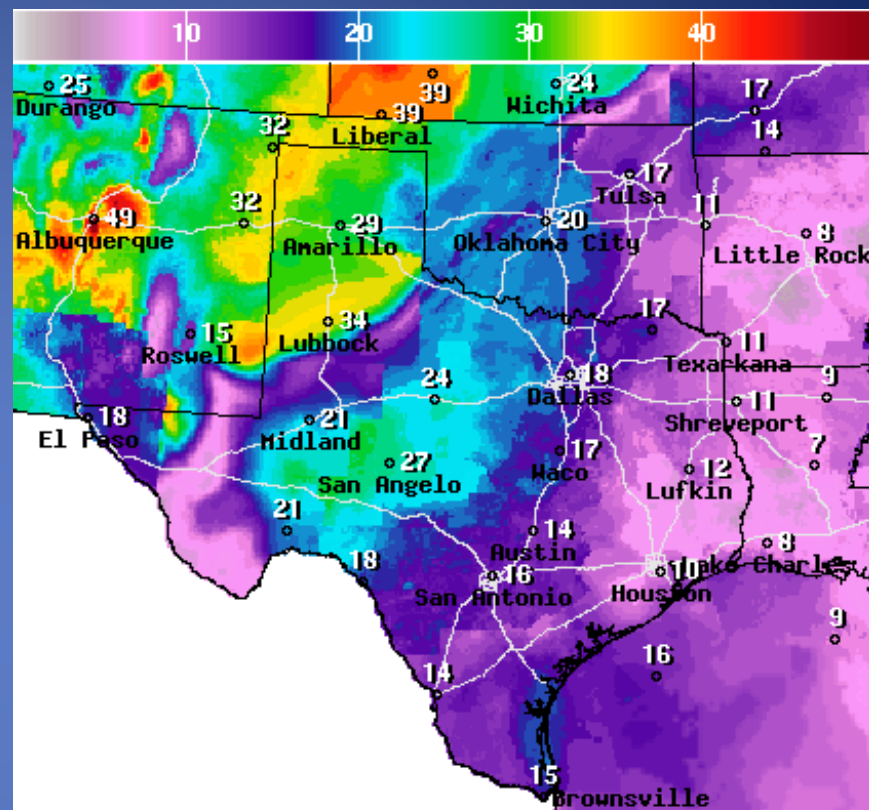 10 20 30 40
39
25 24 17
Durango Wichita
39
Liberal
32 14
17
Tulsa
49 32 29 20 11 8
Albuquerque Amarillo Oklahoma City Little Rock
34 17
15 Lubbock
Roswell 11
Texarkana
18
Dallas
24 11 9
18 21 Shreveport
El Paso Midland
27 17 12 7
San Angelo Waco Lufkin
21 14 8
Austin
18 16 10 Lake Charles
San Antonio Houston
9
16
14
15
Brownsville